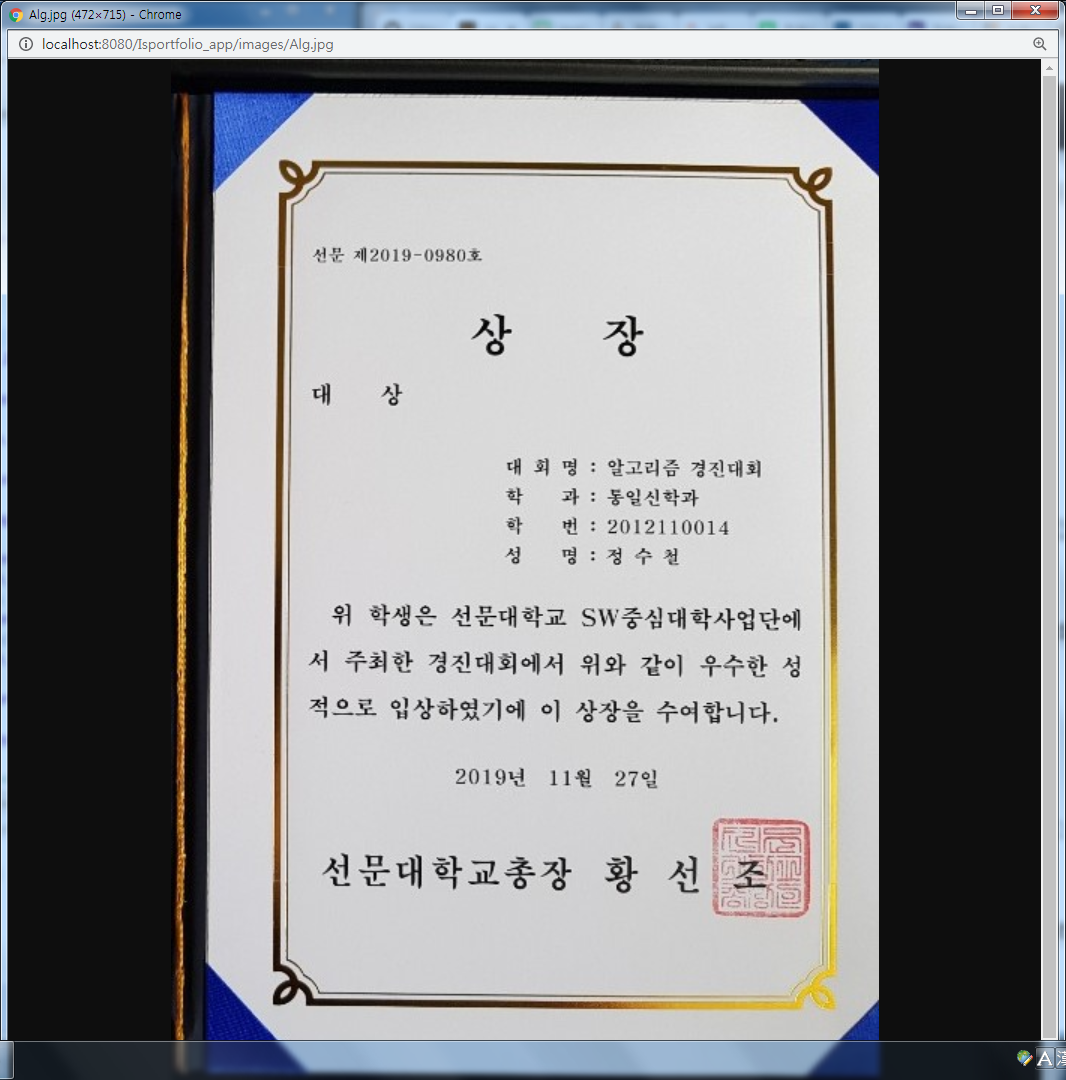 Alg.jpg (472×715) - Chrome
localhost:8080/Isportfolio_app/images/Alg.jpg
선문 제2019-0980호
상 장
대 상
대 회 명 : 알고리즘 경진대회
학 과 : 통일신학과
학 번 : 2012110014
성 명 : 정 수 철
위 학생은 선문대학교 SW중심대학사업단에
서 주최한 경진대회에서 위와 같이 우수한 성
적으로 입상하였기에 이 상장을 수여합니다.
2019년 11월 27일
선문대학교총장 황 선 조
A